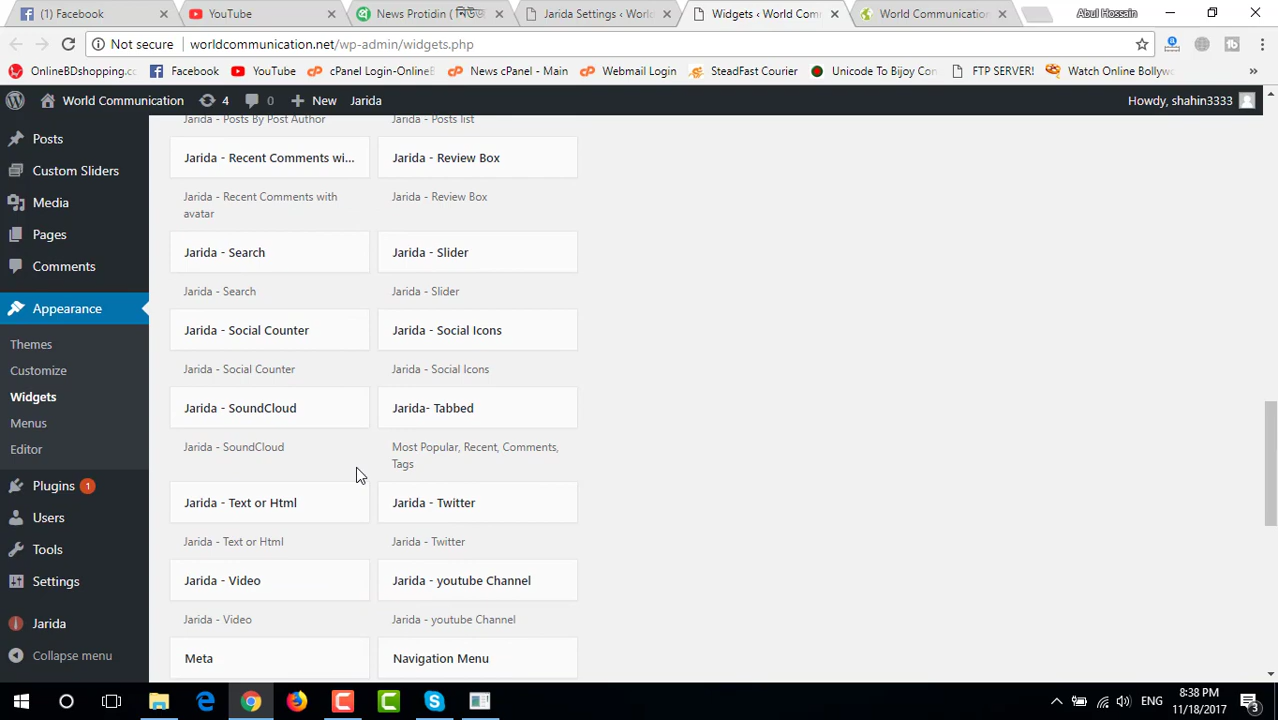 (1) Facebook
YouTube
News Protidin ( নিউজ
Jarida Settings ‹ World
Widgets ‹ World Comm
World Communication
Abul Hossain
Not secure
worldcommunication.net/wp-admin/widgets.php
OnlineBDshopping.cc
Facebook
YouTube
cPanel Login-OnlineB
News cPanel - Main
Webmail Login
SteadFast Courier
Unicode To Bijoy Con
FTP SERVER!
Watch Online Bollyw
World Communication
4
0
New
Jarida
Howdy, shahin3333
Posts
Custom Sliders
Media
Pages
Comments
Appearance
Themes
Customize
Widgets
Menus
Editor
Plugins 1
Users
Tools
Settings
Jarida
Collapse menu
Jarida - Posts By Post Author
Jarida - Posts list
Jarida - Recent Comments wi...
Jarida - Review Box
Jarida - Recent Comments with
avatar
Jarida - Review Box
Jarida - Search
Jarida - Slider
Jarida - Search
Jarida - Slider
Jarida - Social Counter
Jarida - Social Icons
Jarida - Social Counter
Jarida - Social Icons
Jarida - SoundCloud
Jarida- Tabbed
Jarida - SoundCloud
Most Popular, Recent, Comments,
Tags
Jarida - Text or Html
Jarida - Twitter
Jarida - Text or Html
Jarida - Twitter
Jarida - Video
Jarida - youtube Channel
Jarida - Video
Jarida - youtube Channel
Meta
Navigation Menu
ENG
8:38 PM
11/18/2017
3